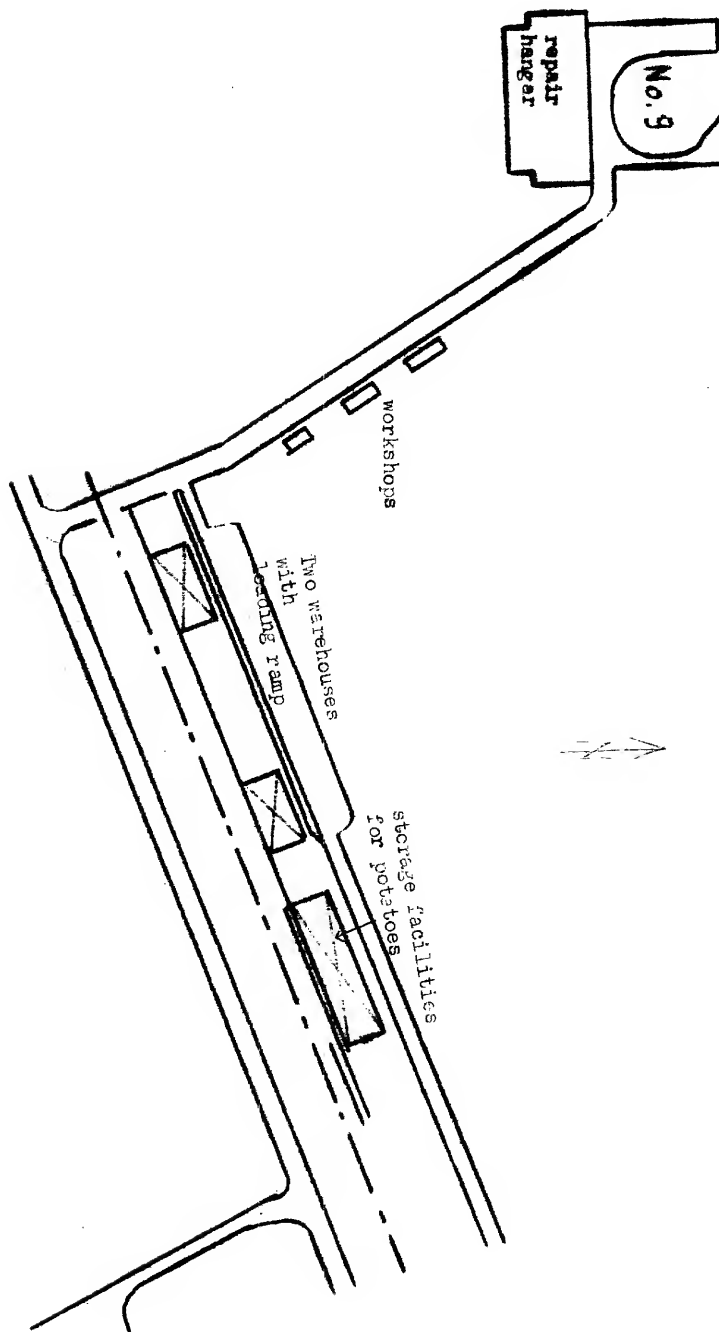 No. 9
repair
hanger
workshops
Two warehouses
with
loading ramp
storage facilities
for potatoes